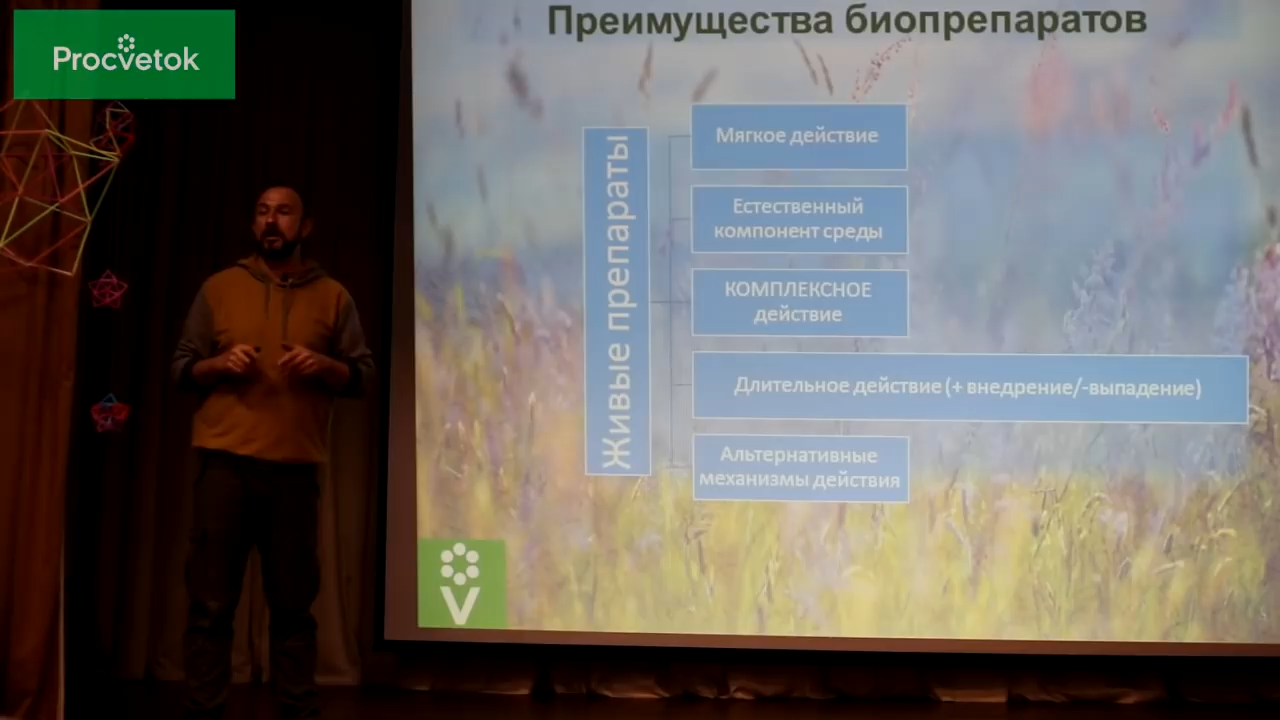 Procvetok
Преимущества биопрепаратов
Живые препараты
Мягкое действие
Естественный
компонент среды
КОМПЛЕКСНОЕ
действие
Длительное действие (+ внедрение/-выпадение)
Альтернативные
механизмы действия
V